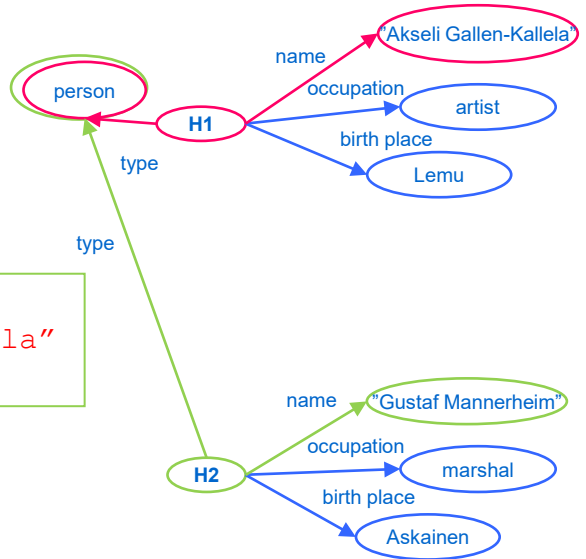 ”Akseli Gallen-Kallela”
name
person
occupation
artist
H1
birth place
type
Lemu
type
la”
name
”Gustaf Mannerheim”
occupation
H2
marshal
birth place
Askainen